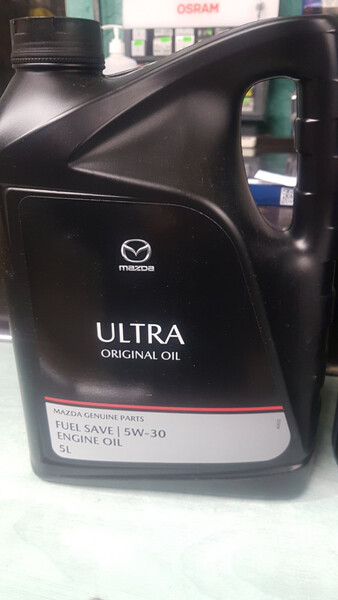 OSRAM
mazda
ULTRA
ORIGINAL OIL
MAZDA GENUINE PARTS
FUEL SAVE | 5W-30
ENGINE OIL
5L